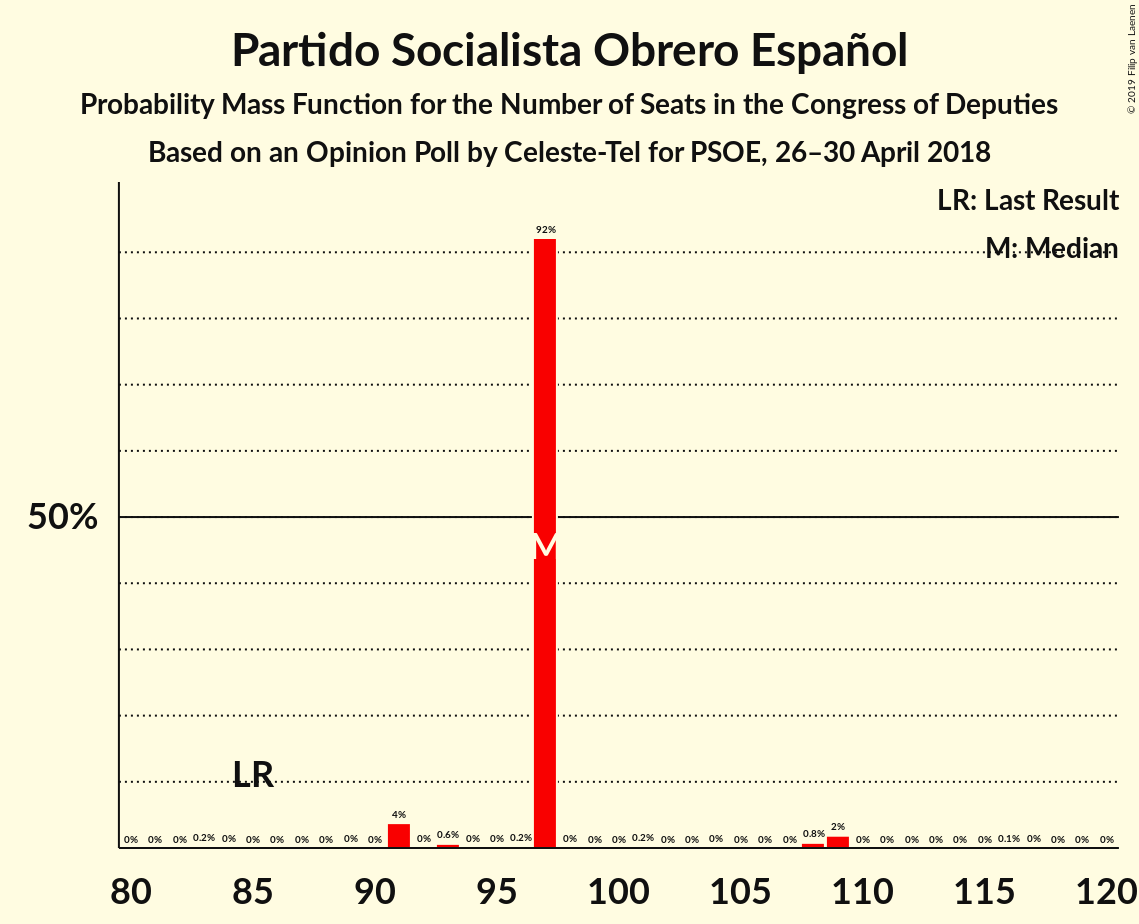 Partido Socialista Obrero Español
Probability Mass Function for the Number of Seats in the Congress of Deputies
Based on an Opinion Poll by Celeste-Tel for PSOE, 26–30 April 2018
© 2019 Filip van Laenen
LR: Last Result
M: Median
92%
50%
M
LR
0% 0% 0% 0.2% 0% 0% 0% 0% 0% 0% 0% 4% 0% 0.6% 0% 0% 0.2% 0% 0% 0% 0.2% 0% 0% 0% 0% 0% 0% 0.8% 2% 0% 0% 0% 0% 0% 0% 0.1% 0% 0% 0% 0%
80 85 90 95 100 105 110 115 120